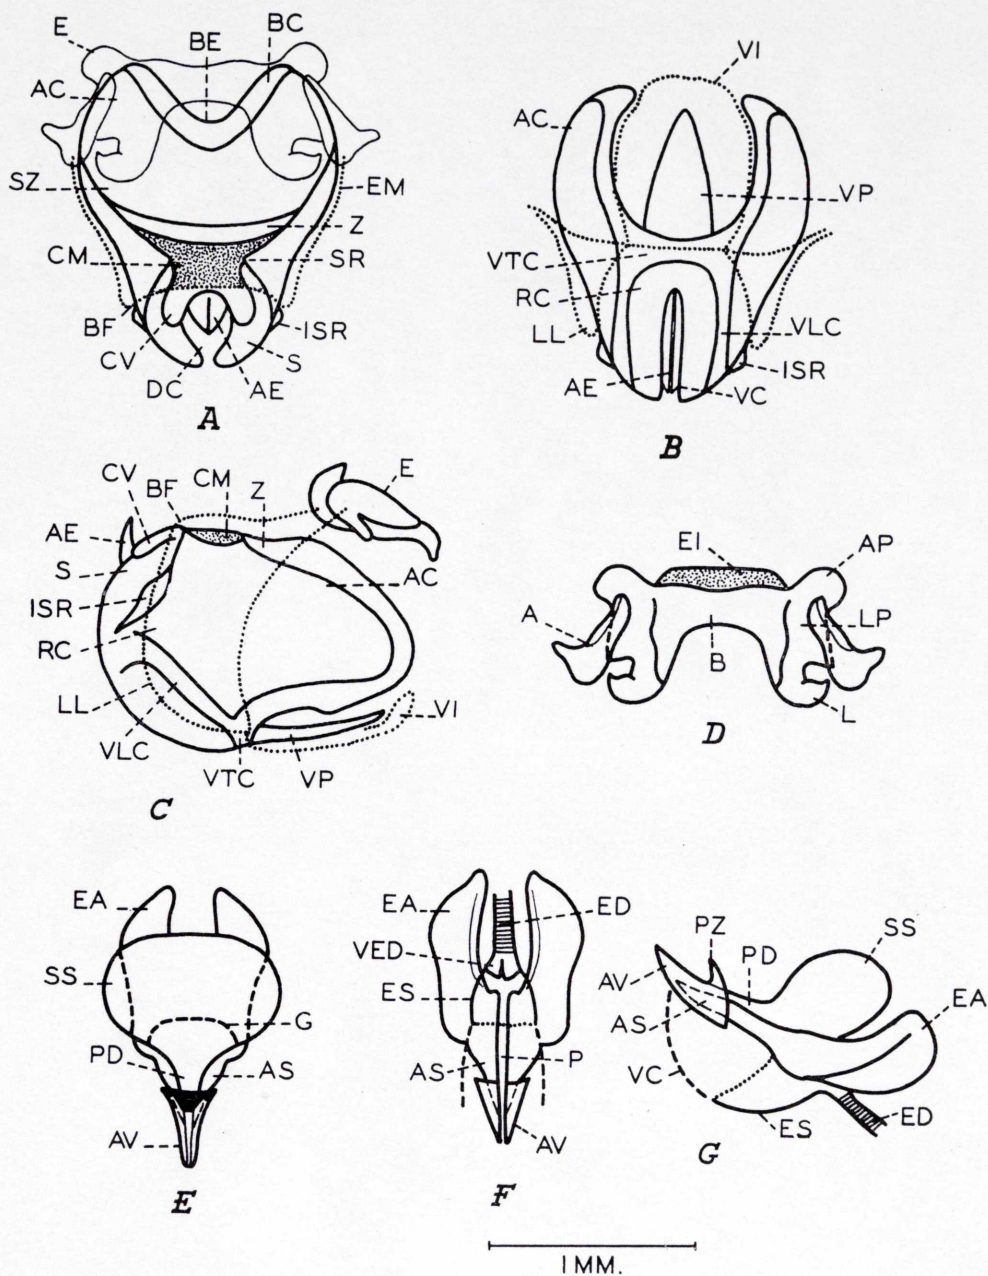 E
BE
BC
AC
SZ
EM
Z
CM
SR
BF
ISR
CV
S
DC
AE
A
VI
AC
VP
VTC
RC
LL
VLC
ISR
AE
VC
B
CV
BF
CM
Z
E
AE
S
AC
ISR
RC
LL
VI
VLC
VTC
VP
C
EI
AP
A
LP
B
L
D
EA
SS
G
PD
AS
AV
E
EA
ED
VED
ES
AS
P
AV
F
PZ
PD
SS
AV
AS
EA
VC
ES
ED
G
1 MM.